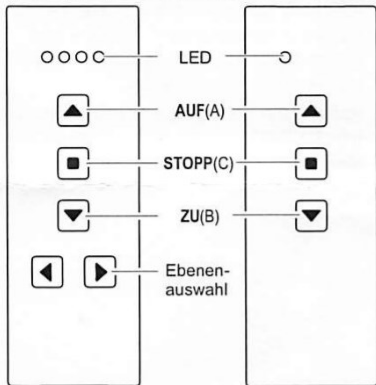 LED
AUF(A)
STOPP(C)
ZU(B)
Ebenen-
auswahl